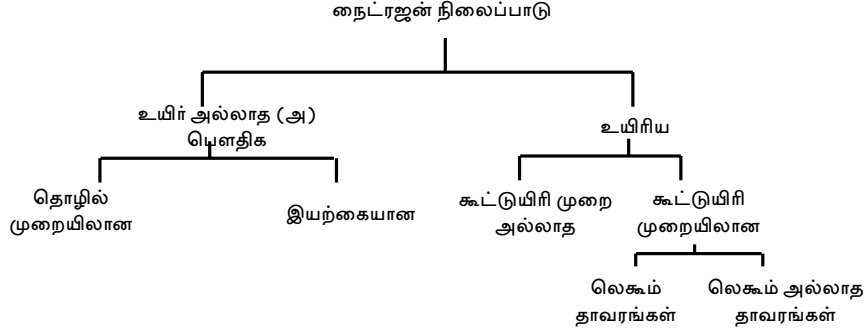 நைட்ரஜன் நிலைப்பாடு
உயிர் அல்லாத (அ)
பௌதிக
உயிரிய
தொழில்
முறையிலான
இயற்கையான
கூட்டுயிரி முறை
அல்லாத
கூட்டுயிரி
முறையிலான
லெகூம்
தாவரங்கள்
லெகூம் அல்லாத
தாவரங்கள்